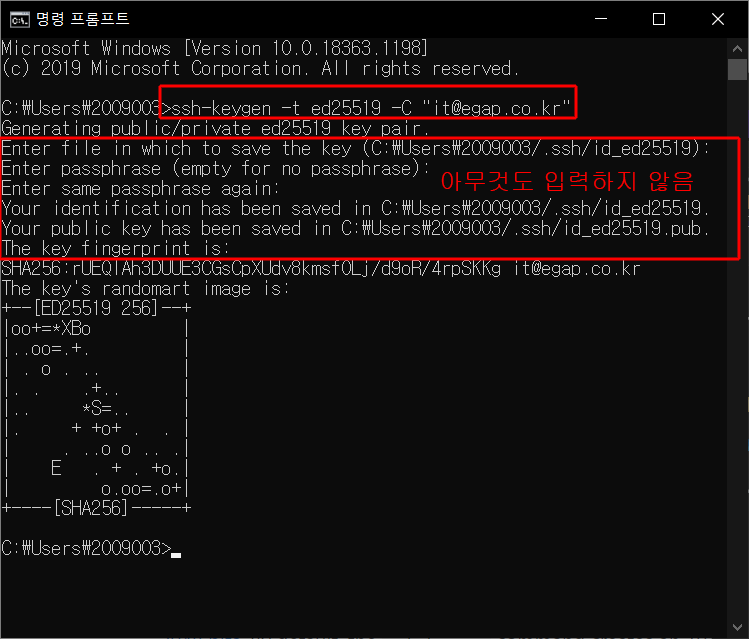 명령 프롬프트
Microsoft Windows [Version 10.0.18363.1198]
(c) 2019 Microsoft Corporation. All rights reserved.
C:₩Users₩2009003>ssh-keygen -t ed25519 -C "it@egap.co.kr"
Generating public/private ed25519 key pair.
Enter file in which to save the key (C:₩Users₩2009003/.ssh/id_ed25519):
Enter passphrase (empty for no passphrase):
아무것도 입력하지 않음
Enter same passphrase again:
Your identification has been saved in C:₩Users₩2009003/.ssh/id_ed25519.
Your public key has been saved in C:₩Users₩2009003/.ssh/id_ed25519.pub.
The key fingerprint is:
SHA256:rUEQTAh3DUUE3CGsCpXUdv8kmsf0Lj/d9oR/4rpSKKg it@egap.co.kr
The key's randomart image is:
+--[ED25519 256]--+
|oo+=*XBo         |
|..oo=.+.         |
| . o . ..        |
|. .    .+..      |
|..     *S=..     |
|.     + +o+ .  . |
|     . ..o o .. .|
|    E   . + . +o.|
|         o.oo=.o+|
+----[SHA256]-----+
C:₩Users₩2009003>